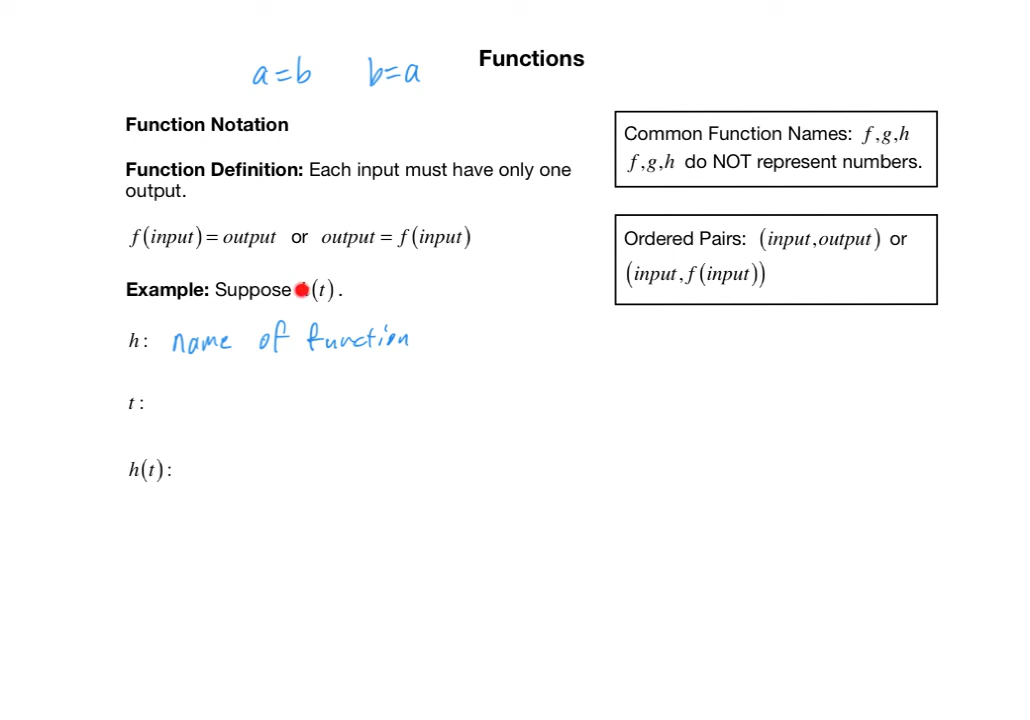 Functions
a=b b=a
Function Notation
Function Definition: Each input must have only one
output.
f(input)=output or output=f(input)
Example: Suppose (t).
h: name of function
t:
h(t):
Common Function Names: f,g,h
f,g,h do NOT represent numbers.
Ordered Pairs: (input,output) or
(input,f(input))